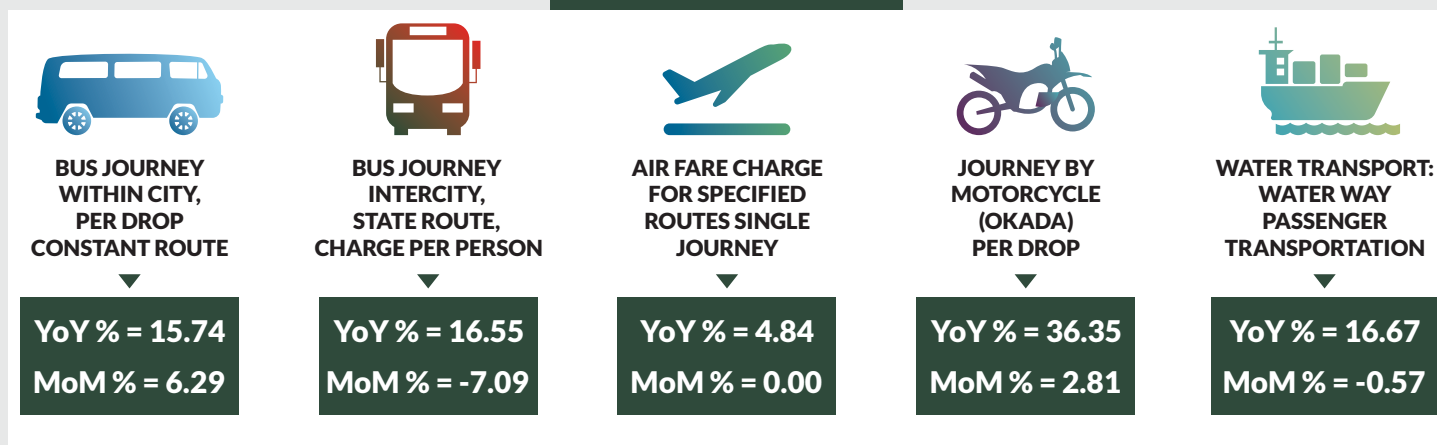 BUS JOURNEY
WITHIN CITY,
PER DROP
CONSTANT ROUTE
YoY % = 15.74
MoM % = 6.29
BUS JOURNEY
INTERCITY,
STATE ROUTE,
CHARGE PER PERSON
YoY % = 16.55
MoM % = -7.09
AIR FARE CHARGE
FOR SPECIFIED
ROUTES SINGLE
JOURNEY
YoY % = 4.84
MoM % = 0.00
JOURNEY BY
MOTORCYCLE
(OKADA)
PER DROP
YoY % = 36.35
MoM % = 2.81
WATER TRANSPORT:
WATER WAY
PASSENGER
TRANSPORTATION
YoY % = 16.67
MoM % = -0.57